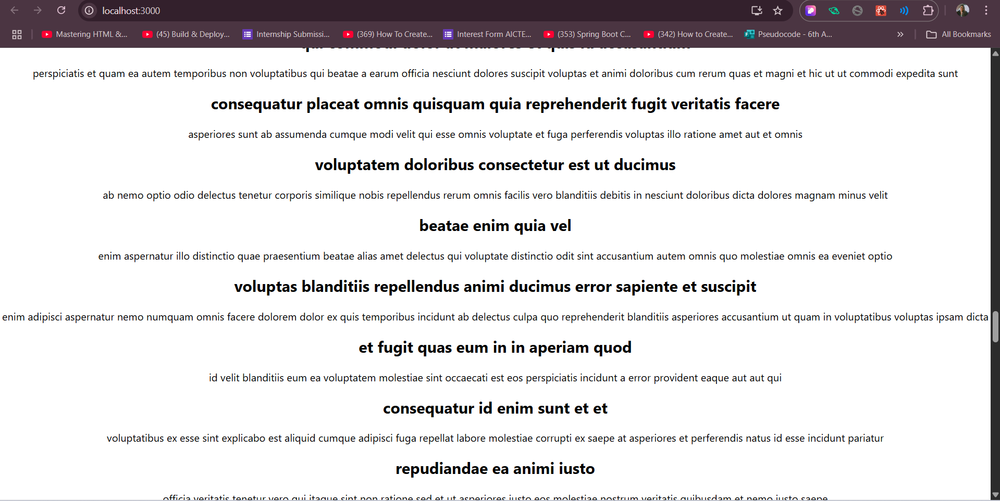 localhost:3000
Mastering HTML &...
(45) Build & Deploy...
Internship Submissi...
(369) How To Create...
Interest Form AICTE...
(353) Spring Boot C...
(342) How to Create...
Pseudocode - 6th A...
All Bookmarks
qui commodi dolor at maiores et quis id accusantium
perspiciatis et quam ea autem temporibus non voluptatibus qui beatae a earum officia nesciunt dolores suscipit voluptas et animi doloribus cum rerum quas et magni et hic ut ut commodi expedita sunt
consequatur placeat omnis quisquam quia reprehenderit fugit veritatis facere
asperiores sunt ab assumenda cumque modi velit qui esse omnis voluptate et fuga perferendis voluptas illo ratione amet aut et omnis
voluptatem doloribus consectetur est ut ducimus
ab nemo optio odio delectus tenetur corporis similique nobis repellendus rerum omnis facilis vero blanditiis debitis in nesciunt doloribus dicta dolores magnam minus velit
beatae enim quia vel
enim aspernatur illo distinctio quae praesentium beatae alias amet delectus qui voluptate distinctio odit sint accusantium autem omnis quo molestiae omnis ea eveniet optio
voluptas blanditiis repellendus animi ducimus error sapiente et suscipit
enim adipisci aspernatur nemo numquam omnis facere dolorem dolor ex quis temporibus incidunt ab delectus culpa quo reprehenderit blanditiis asperiores accusantium ut quam in voluptatibus voluptas ipsam dicta
et fugit quas eum in in aperiam quod
id velit blanditiis eum ea voluptatem molestiae sint occaecati est eos perspiciatis incidunt a error provident eaque aut aut qui
consequatur id enim sunt et et
voluptatibus ex esse sint explicabo est aliquid cumque adipisci fuga repellat labore molestiae corrupti ex saepe at asperiores et perferendis natus id esse incidunt pariatur
repudiandae ea animi iusto
officia veritatis tenetur vero qui itaque sint non ratione sed et ut asperiores iusto eos molestiae nostrum veritatis quibusdam et nemo iusto saepe